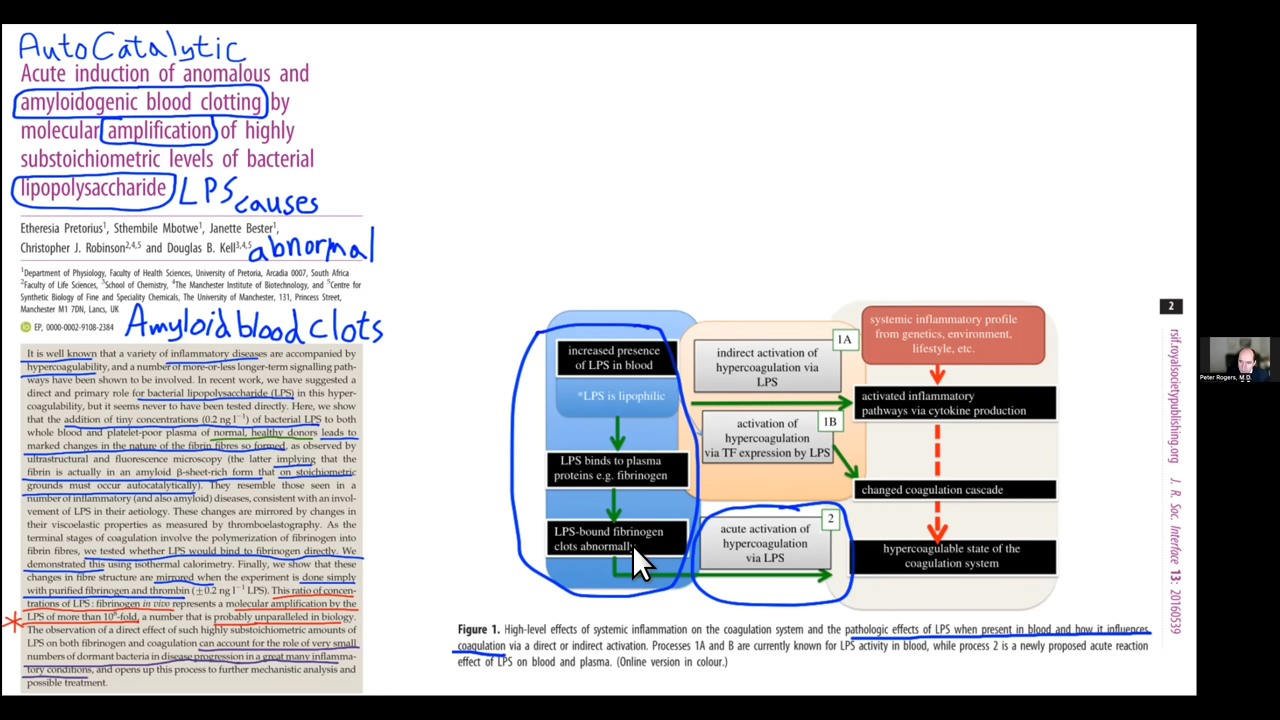 AutoCatalytic
Acute induction of anomalous and
amyloidogenic blood clotting by
molecular amplification of highly
substoichiometric levels of bacterial
lipopolysaccharide LPS
causes
Etheresia Pretorius1, Sthembile Mbotwe1, Janette Bester1,
Christopher J. Robinson2,4,5 and Douglas B. Kell3,4,5
abnormal
1Department of Physiology, Faculty of Health Sciences, University of Pretoria, Arcadia 0007, South Africa
2Faculty of Life Sciences, 3School of Chemistry, 4The Manchester Institute of Biotechnology, and 5Centre for
Synthetic Biology of Fine and Speciality Chemicals, The University of Manchester, 131, Princess Street,
Manchester M1 7DN, Lancs, UK
EP, 0000-0002-9108-2384
Amyloid blood clots
It is well known that a variety of inflammatory diseases are accompanied by
hypercoagulability, and a number of more-or-less longer-term signalling path-
ways have been shown to be involved. In recent work, we have suggested a
direct and primary role for bacterial lipopolysaccharide (LPS) in this hyper-
coagulability, but it seems never to have been tested directly. Here, we show
that the addition of tiny concentrations (0.2 ng l−1) of bacterial LPS to both
whole blood and platelet-poor plasma of normal, healthy donors leads to
marked changes in the nature of the fibrin fibres so formed, as observed by
ultrastructural and fluorescence microscopy (the latter implying that the
fibrin is actually in an amyloid β-sheet-rich form that on stoichiometric
grounds must occur autocatalytically). They resemble those seen in a
number of inflammatory (and also amyloid) diseases, consistent with an invol-
vement of LPS in their aetiology. These changes are mirrored by changes in
their viscoelastic properties as measured by thromboelastography. As the
terminal stages of coagulation involve the polymerization of fibrinogen into
fibrin fibres, we tested whether LPS would bind to fibrinogen directly. We
demonstrated this using isothermal calorimetry. Finally, we show that these
changes in fibre structure are mirrored when the experiment is done simply
with purified fibrinogen and thrombin (±0.2 ng l−1 LPS). This ratio of concen-
trations of LPS : fibrinogen in vivo represents a molecular amplification by the
LPS of more than 108-fold, a number that is probably unparalleled in biology.
The observation of a direct effect of such highly substoichiometric amounts of
LPS on both fibrinogen and coagulation can account for the role of very small
numbers of dormant bacteria in disease progression in a great many inflamma-
tory conditions, and opens up this process to further mechanistic analysis and
possible treatment.
increased presence
of LPS in blood
*LPS is lipophilic
LPS binds to plasma
proteins e.g. fibrinogen
LPS-bound fibrinogen
clots abnormally
1A
indirect activation of
hypercoagulation via
LPS
1B
activation of
hypercoagulation
via TF expression by LPS
2
acute activation of
hypercoagulation
via LPS
systemic inflammatory profile
from genetics, environment,
lifestyle, etc.
activated inflammatory
pathways via cytokine production
changed coagulation cascade
hypercoagulable state of the
coagulation system
Figure 1. High-level effects of systemic inflammation on the coagulation system and the pathologic effects of LPS when present in blood and how it influences
coagulation via a direct or indirect activation. Processes 1A and B are currently known for LPS activity in blood, while process 2 is a newly proposed acute reaction
effect of LPS on blood and plasma. (Online version in colour.)
2
rsif.royalsocietypublishing.org J. R. Soc. Interface 13: 20160539
Peter Rogers, M.D.